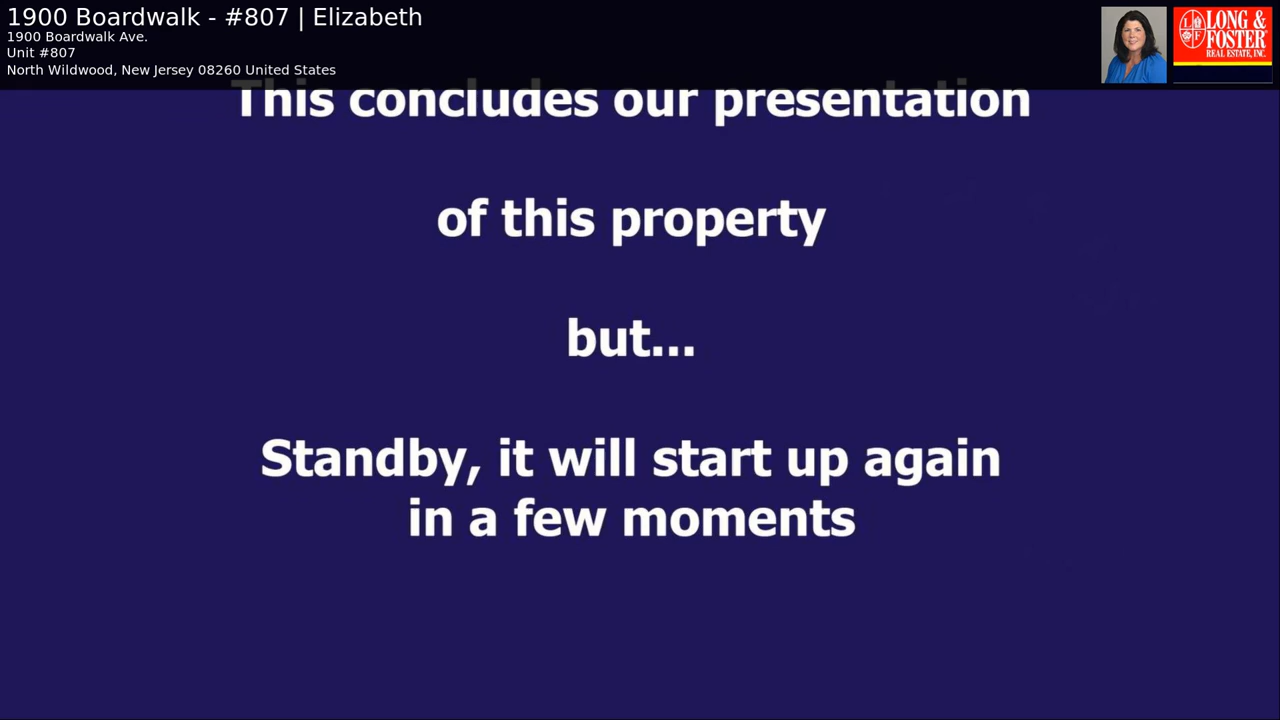 1900 Boardwalk - #807 | Elizabeth
1900 Boardwalk Ave.
Unit #807
North Wildwood, New Jersey 08260 United States
LONG &
FOSTER
REAL ESTATE, INC.
L F
This concludes our presentation
of this property
but...
Standby, it will start up again
in a few moments